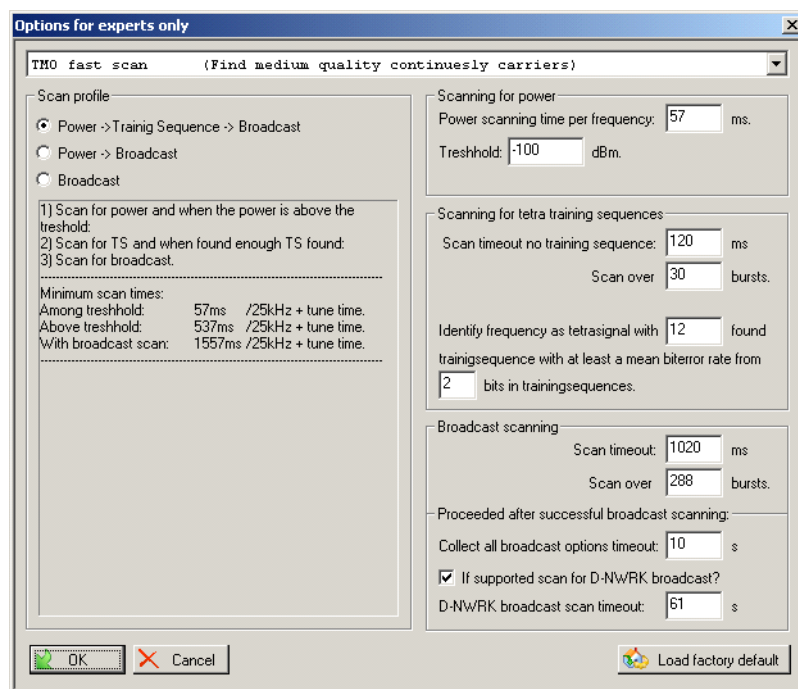 Options for experts only
TMO fast scan (Find medium quality continuesly carriers)
Scan profile
Power ->Trainig Sequence -> Broadcast
Power -> Broadcast
Broadcast
1) Scan for power and when the power is above the
treshold:
2) Scan for TS and when found enough TS found:
3) Scan for broadcast.
Minimum scan times:
Among treshhold: 57ms /25kHz + tune time.
Above treshhold: 537ms /25kHz + tune time.
With broadcast scan: 1557ms /25kHz + tune time.
Scanning for power
Power scanning time per frequency: 57 ms.
Treshhold: -100 dBm.
Scanning for tetra training sequences
Scan timeout no training sequence: 120 ms
Scan over 30 bursts.
Identify frequency as tetrasignal with 12 found
trainigsequence with at least a mean biterror rate from
2 bits in trainingsequences.
Broadcast scanning
Scan timeout: 1020 ms
Scan over 288 bursts.
Proceeded after successful broadcast scanning:
Collect all broadcast options timeout: 10 s
If supported scan for D-NWRK broadcast?
D-NWRK broadcast scan timeout: 61 s
OK
Cancel
Load factory default